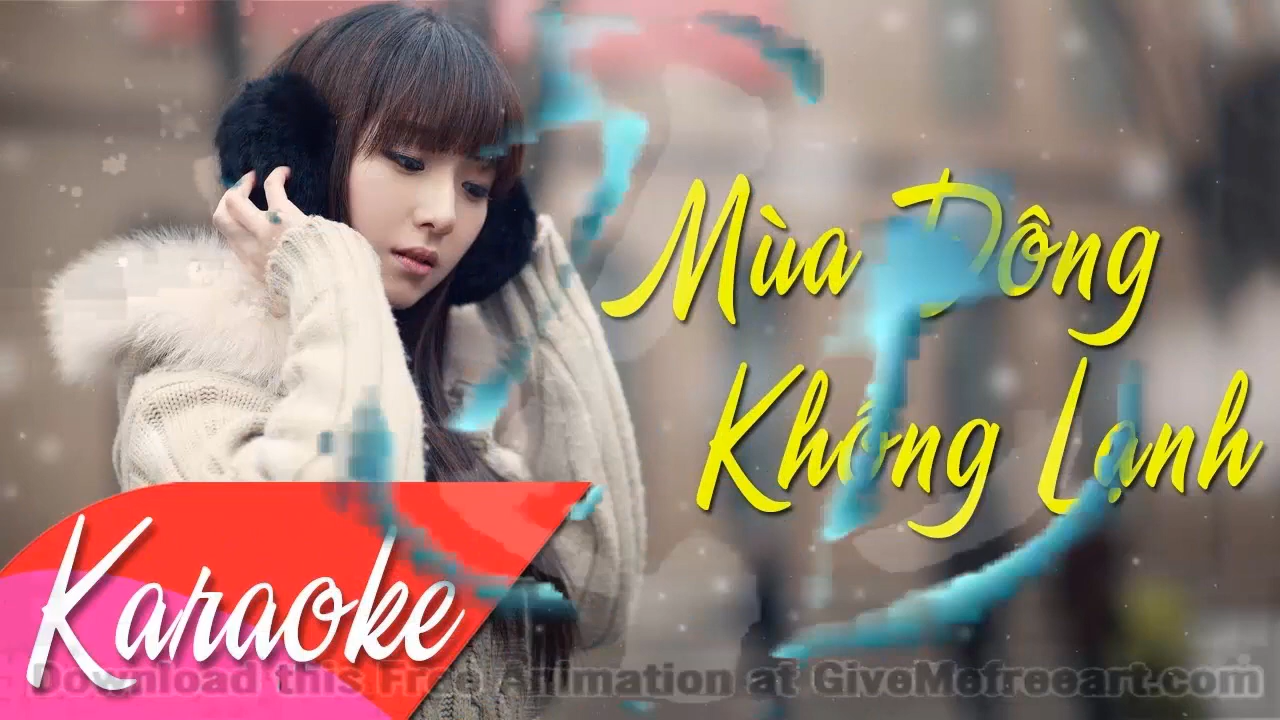 Mùa Đông
Không Lạnh
Karaoke
Download this Free Animation at GiveMefreeart.com